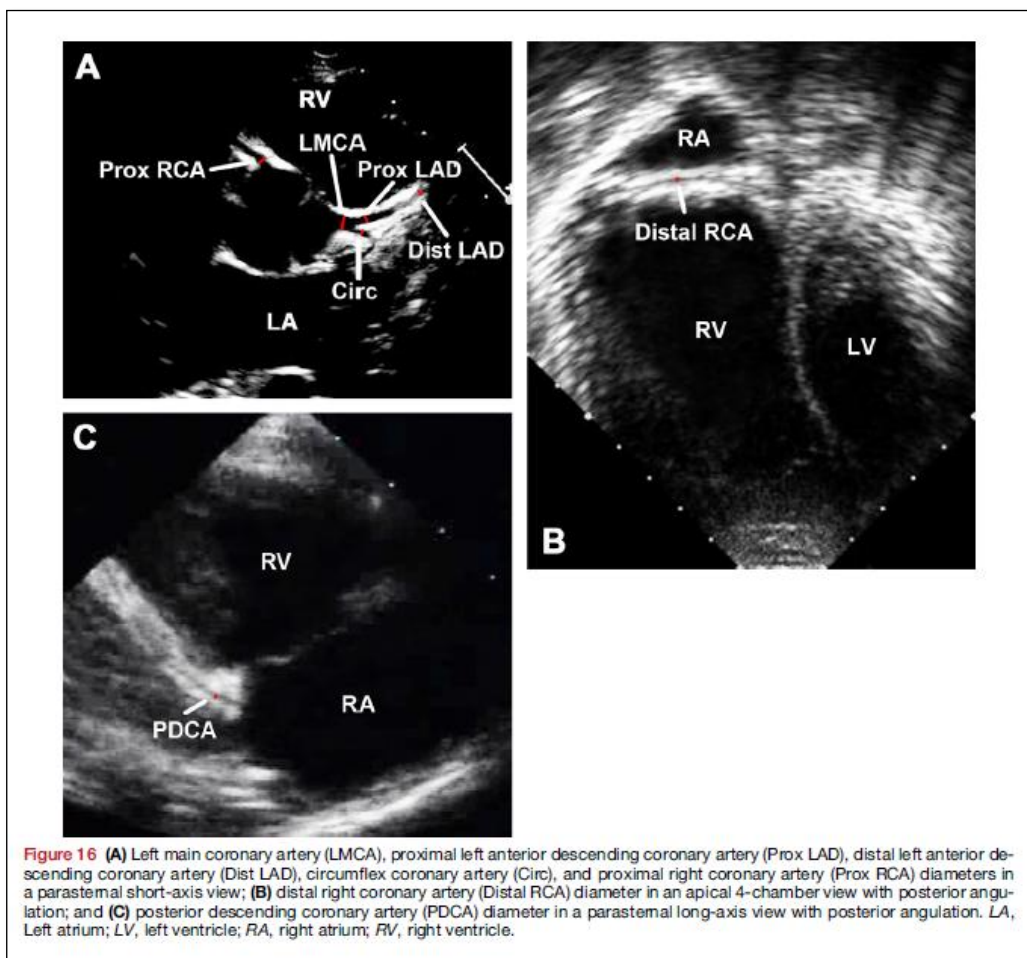 A
RV
LMCA
Prox RCA
Prox LAD
Dist LAD
Circ
LA
RA
Distal RCA
RV
LV
B
C
RV
RA
PDCA
Figure 16 (A) Left main coronary artery (LMCA), proximal left anterior descending coronary artery (Prox LAD), distal left anterior de-
scending coronary artery (Dist LAD), circumflex coronary artery (Circ), and proximal right coronary artery (Prox RCA) diameters in
a parasternal short-axis view; (B) distal right coronary artery (Distal RCA) diameter in an apical 4-chamber view with posterior angu-
lation; and (C) posterior descending coronary artery (PDCA) diameter in a parasternal long-axis view with posterior angulation. LA,
Left atrium; LV, left ventricle; RA, right atrium; RV, right ventricle.